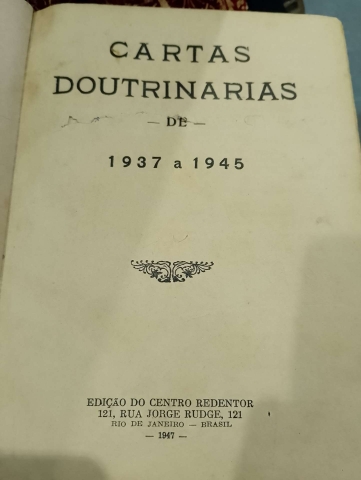 CARTAS
DOUTRINARIAS
— DE —
1937 a 1945
EDIÇÃO DO CENTRO REDENTOR
121, RUA JORGE RUDGE, 121
RIO DE JANEIRO — BRASIL
— 1947 —